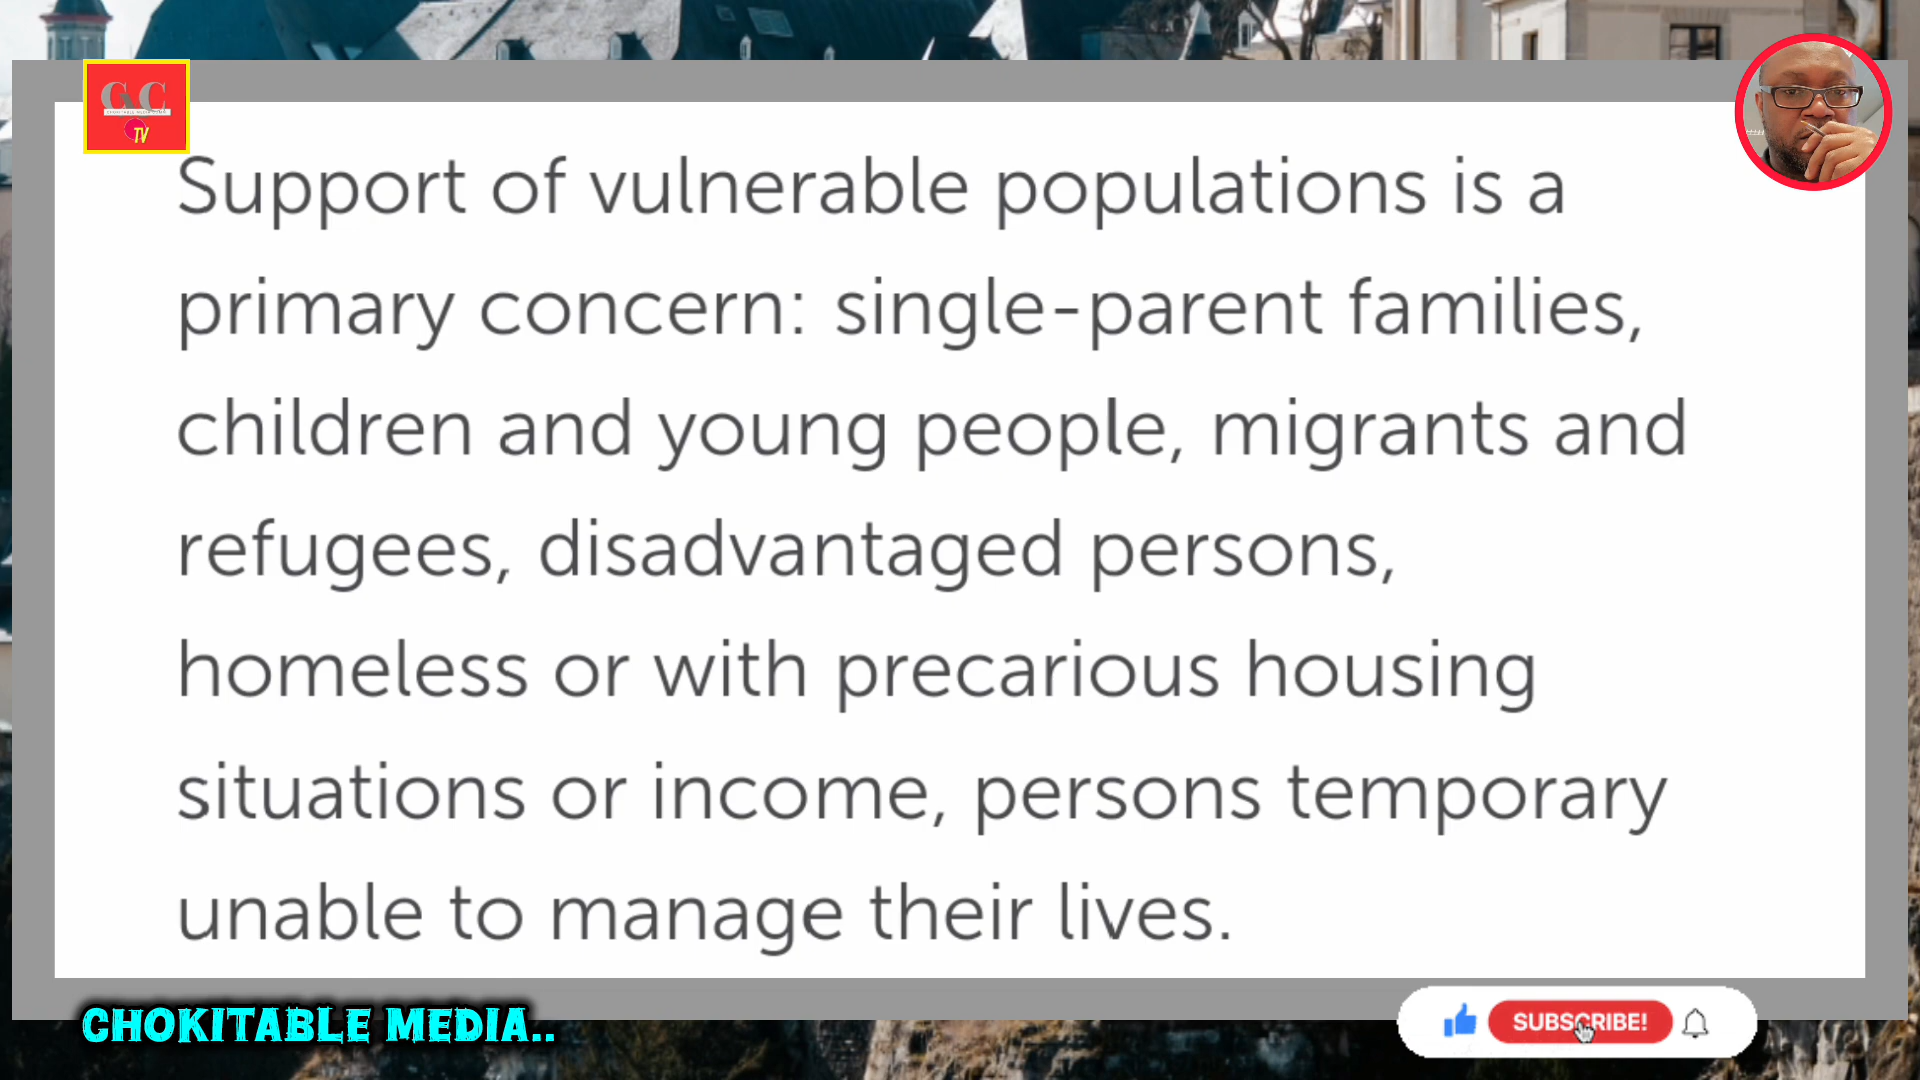 GC
TV
Support of vulnerable populations is a
primary concern: single-parent families,
children and young people, migrants and
refugees, disadvantaged persons,
homeless or with precarious housing
situations or income, persons temporary
unable to manage their lives.
CHOKITABLE MEDIA..
SUBSCRIBE!